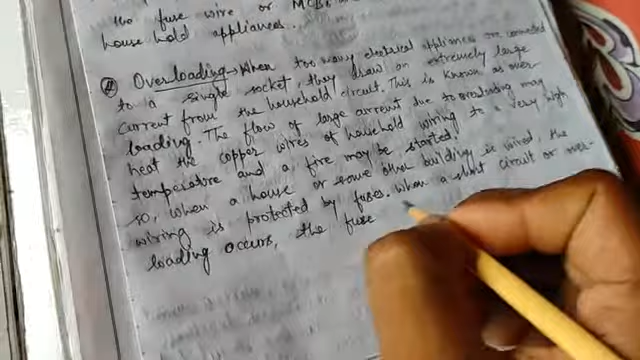 the fuse wire or MCBs
house hold appliances.
# Overloading → When too many electrical appliances are connected
to a single socket, they draw an extremely large
current from the household circuit. This is known as over-
loading. The flow of large current due to overloading may
heat the copper wires of household wiring to a very high
temperature and a fire may be started.
so, when a house or some other building is wired, the
wiring is protected by fuses. When a short circuit or over-
loading occurs, the fuse